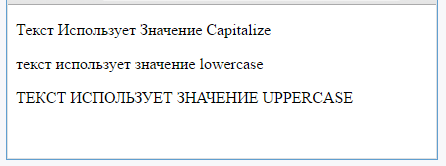 Текст Использует Значение Capitalize
текст использует значение lowercase
ТЕКСТ ИСПОЛЬЗУЕТ ЗНАЧЕНИЕ UPPERCASE